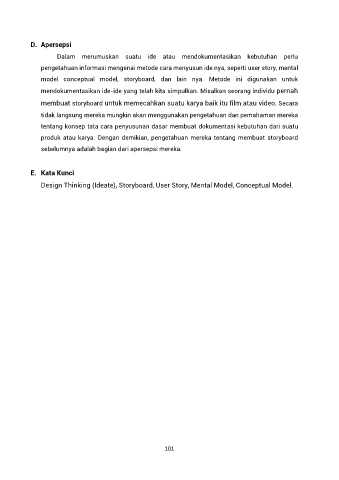 D. Apersepsi
Dalam merumuskan suatu ide atau mendokumentasikan kebutuhan perlu
pengetahuan informasi mengenai metode cara menyusun ide nya, seperti user story, mental
model conceptual model, storyboard, dan lain nya. Metode ini digunakan untuk
mendokumentasikan ide-ide yang telah kita simpulkan. Misalkan seorang individu pernah
membuat storyboard untuk memecahkan suatu karya baik itu film atau video. Secara
tidak langsung mereka mungkin akan menggunakan pengetahuan dan pemahaman mereka
tentang konsep tata cara penyusunan dasar membuat dokumentasi kebutuhan dari suatu
produk atau karya. Dengan demikian, pengetahuan mereka tentang membuat storyboard
sebelumnya adalah bagian dari apersepsi mereka.
E. Kata Kunci
Design Thinking (Ideate), Storyboard, User Story, Mental Model, Conceptual Model.
101